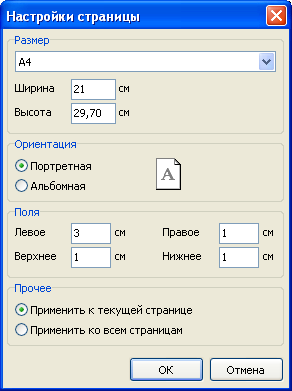 Настройки страницы
Размер
A4
Ширина 21 см
Высота 29,70 см
Ориентация
Портретная
A
Альбомная
Поля
Левое 3 см Правое 1 см
Верхнее 1 см Нижнее 1 см
Прочее
Применить к текущей странице
Применить ко всем страницам
ОК Отмена